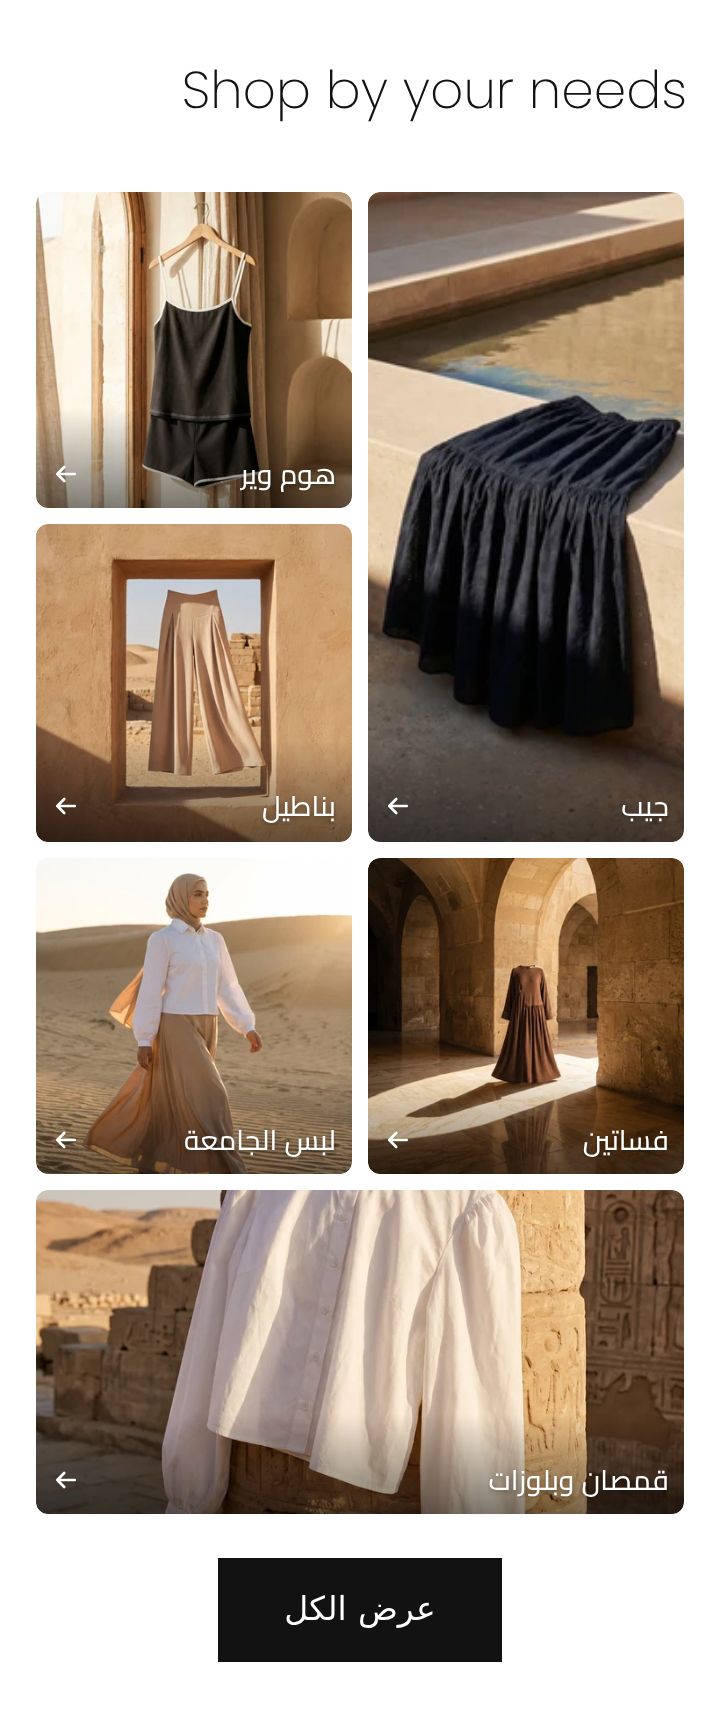 Shop by your needs
هوم وير
جيب
بناطيل
لبس الجامعة
فساتين
قمصان وبلوزات
عرض الكل